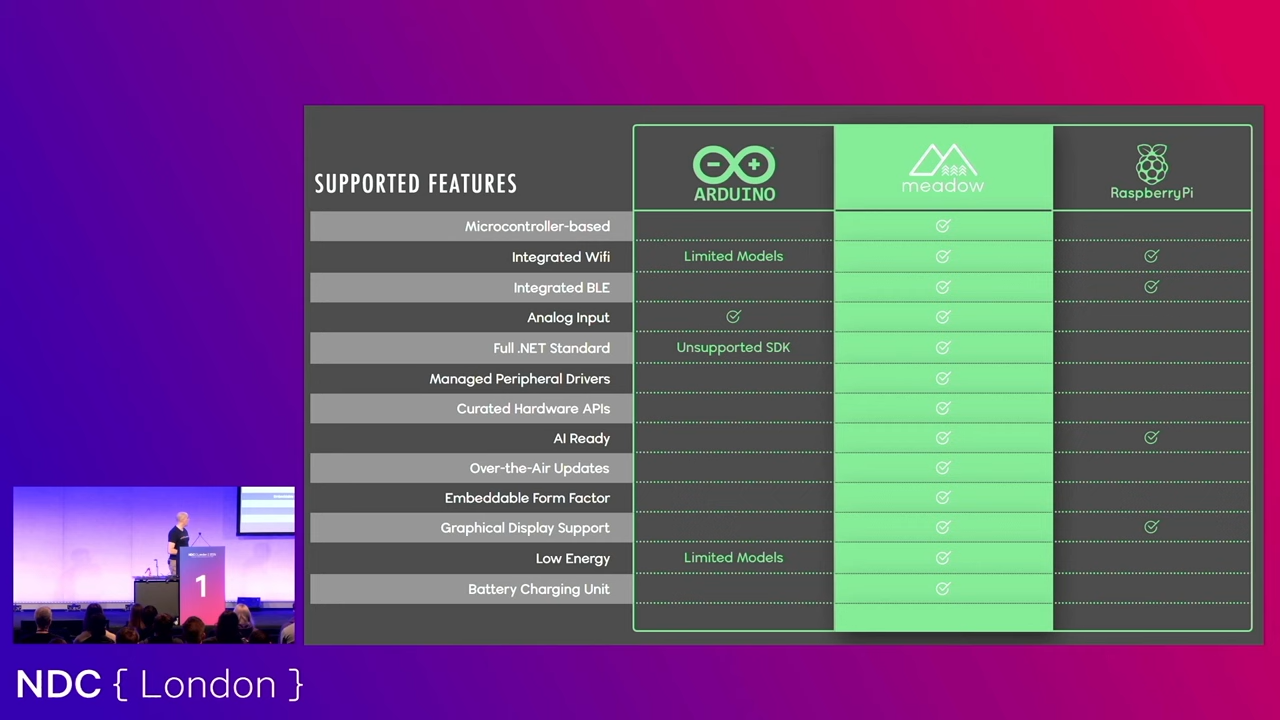 SUPPORTED FEATURES
ARDUINO
meadow
RaspberryPi
Microcontroller-based
Integrated Wifi Limited Models
Integrated BLE
Analog Input
Full .NET Standard Unsupported SDK
Managed Peripheral Drivers
Curated Hardware APIs
AI Ready
Over-the-Air Updates
Embeddable Form Factor
Graphical Display Support
Low Energy Limited Models
Battery Charging Unit
1
NDC { London }